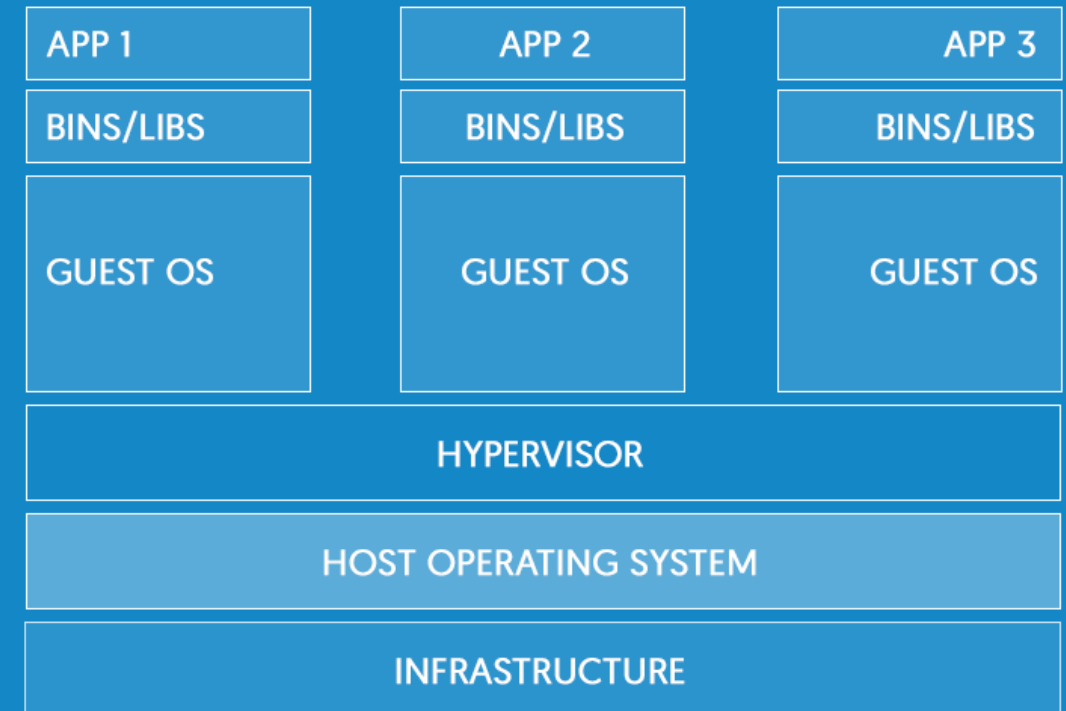 APP 1
APP 2
APP 3
BINS/LIBS
BINS/LIBS
BINS/LIBS
GUEST OS
GUEST OS
GUEST OS
HYPERVISOR
HOST OPERATING SYSTEM
INFRASTRUCTURE